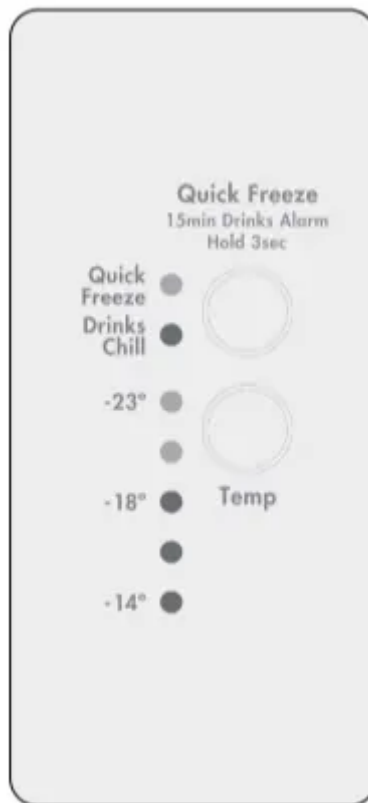 Quick Freeze
15min Drinks Alarm
Hold 3sec
Quick
Freeze
Drinks
Chill
-23°
-18°
Temp
-14°